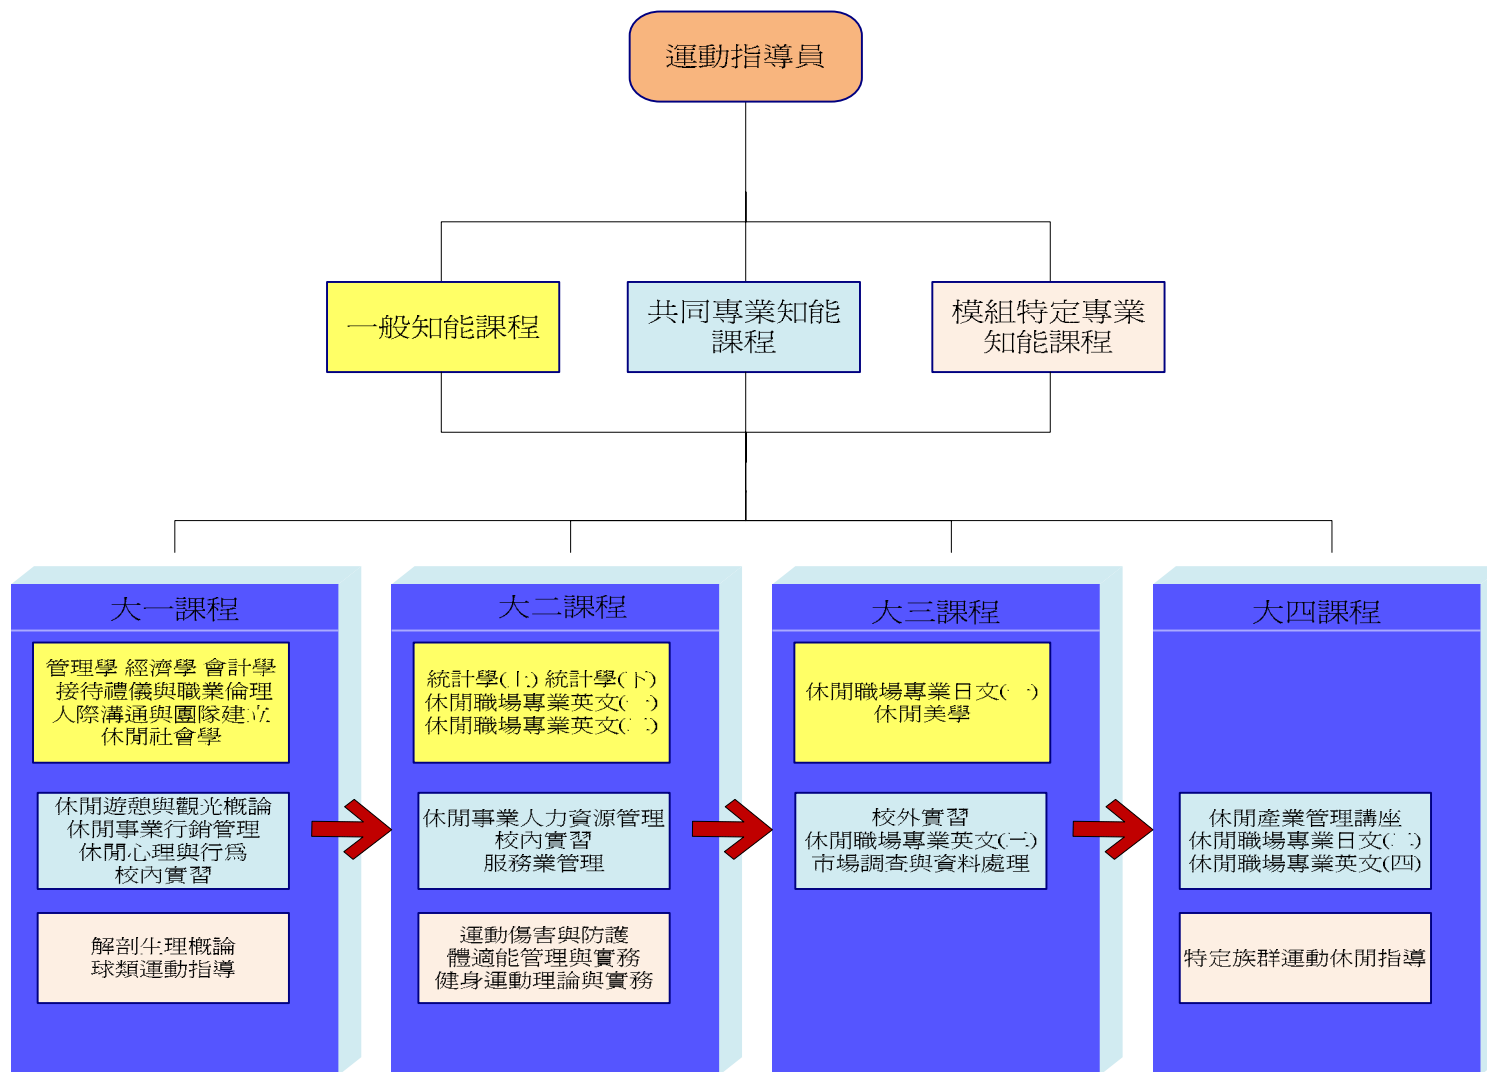 運動指導員
一般知能課程
共同專業知能
課程
模組特定專業
知能課程
大一課程
管理學 經濟學 會計學
接待禮儀與職業倫理
人際溝通與團隊建立
休閒社會學
休閒遊憩與觀光概論
休閒事業行銷管理
休閒心理與行為
校內實習
解剖生理概論
球類運動指導
大二課程
統計學(上) 統計學(下)
休閒職場專業英文(一)
休閒職場專業英文(二)
休閒事業人力資源管理
校內實習
服務業管理
運動傷害與防護
體適能管理與實務
健身運動理論與實務
大三課程
休閒職場專業日文(一)
休閒美學
校外實習
休閒職場專業英文(三)
市場調查與資料處理
大四課程
休閒產業管理講座
休閒職場專業日文(二)
休閒職場專業英文(四)
特定族群運動休閒指導